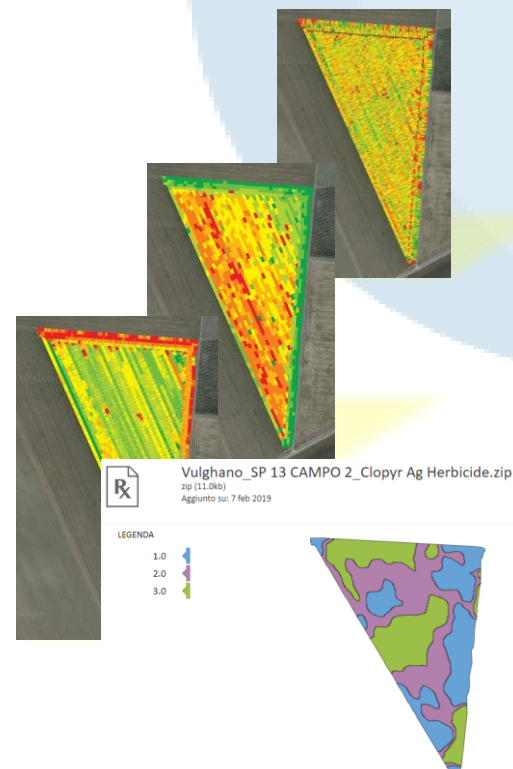 Rx
Vulghano_SP 13 CAMPO 2_Clopyr Ag Herbicide.zip
zip (11.0kb)
Aggiunto su: 7 feb 2019
LEGENDA
1.0
2.0
3.0